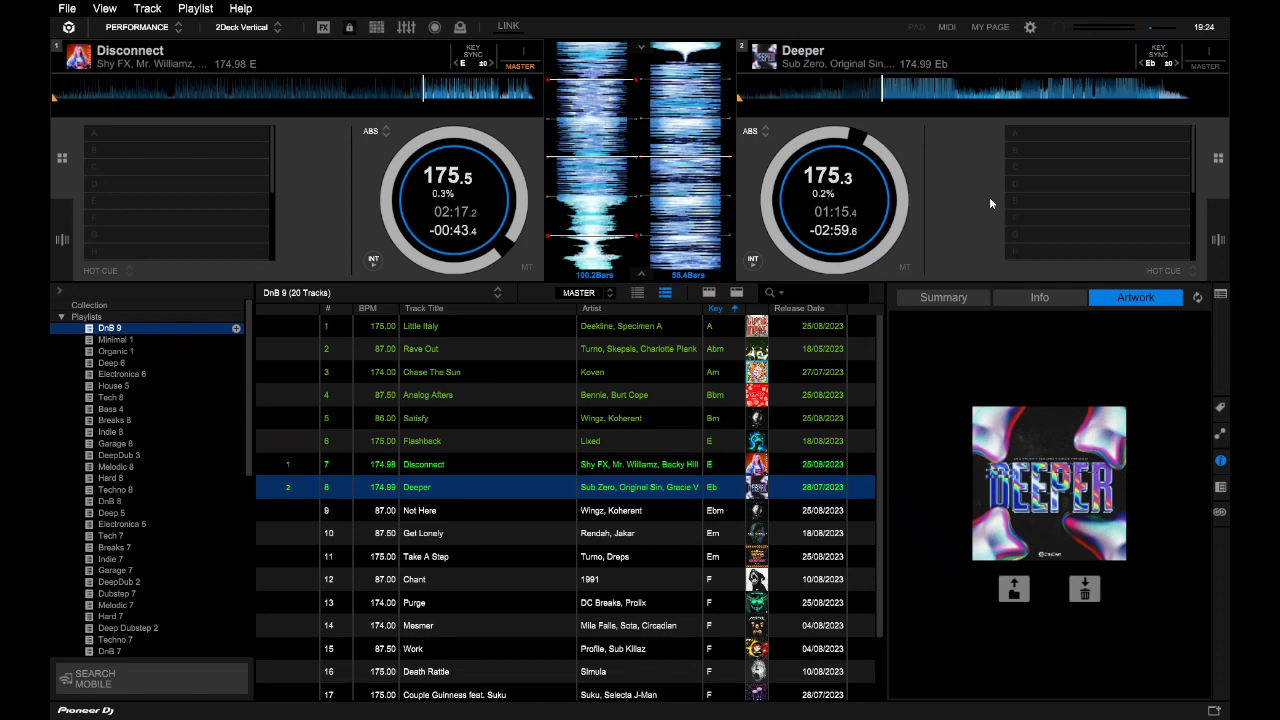 File View Track Playlist Help
PERFORMANCE 2Deck Vertical FX LINK PAD MIDI MY PAGE 19:24
1 Disconnect KEY SYNC
Shy FX, Mr. Williamz, ... 174.98 E E ±0 MASTER
2 Deeper KEY SYNC
Sub Zero, Original Sin,... 174.99 Eb Eb ±0 MASTER
A
B
C
D
E
F
G
H
HOT CUE
ABS
175.5
0.3%
02:17.2
-00:43.4
INT
MT
100.2Bars 55.4Bars
ABS
175.3
0.2%
01:15.4
-02:59.6
INT
MT
A
B
C
D
E
F
G
H
HOT CUE
Collection
Playlists
DnB 9
Minimal 1
Organic 1
Deep 6
Electronica 6
House 5
Tech 8
Bass 4
Breaks 8
Indie 8
Garage 8
DeepDub 3
Melodic 8
Hard 8
Techno 8
DnB 8
Deep 5
Electronica 5
Tech 7
Breaks 7
Indie 7
Garage 7
DeepDub 2
Dubstep 7
Melodic 7
Hard 7
Deep Dubstep 2
Techno 7
DnB 7
SEARCH
MOBILE
DnB 9 (20 Tracks) MASTER
# BPM Track Title Artist Key Release Date
1 175.00 Little Italy Deekline, Specimen A A 25/08/2023
2 87.00 Rave Out Turno, Skepsis, Charlotte Plank Abm 18/05/2023
3 174.00 Chase The Sun Koven Am 27/07/2023
4 87.50 Analog Afters Bennie, Burt Cope Bbm 25/08/2023
5 86.00 Satisfy Wingz, Koherent Bm 25/08/2023
6 175.00 Flashback Lixed E 18/08/2023
1 7 174.98 Disconnect Shy FX, Mr. Williamz, Becky Hill E 25/08/2023
2 8 174.99 Deeper Sub Zero, Original Sin, Gracie V Eb 28/07/2023
9 87.00 Not Here Wingz, Koherent Ebm 25/08/2023
10 87.50 Get Lonely Rendah, Jakar Em 18/08/2023
11 175.00 Take A Step Turno, Dreps Em 25/08/2023
12 87.00 Chant 1991 F 10/08/2023
13 174.00 Purge DC Breaks, Prolix F 25/08/2023
14 174.00 Mesmer Mila Falls, Sota, Circadian F 04/08/2023
15 87.50 Work Profile, Sub Killaz F 04/08/2023
16 175.00 Death Rattle Simula F 28/07/2023
17 175.00 Couple Guinness feat. Suku Suku, Selecta J-Man F 28/07/2023
Summary Info Artwork
DEEPER
Pioneer Dj